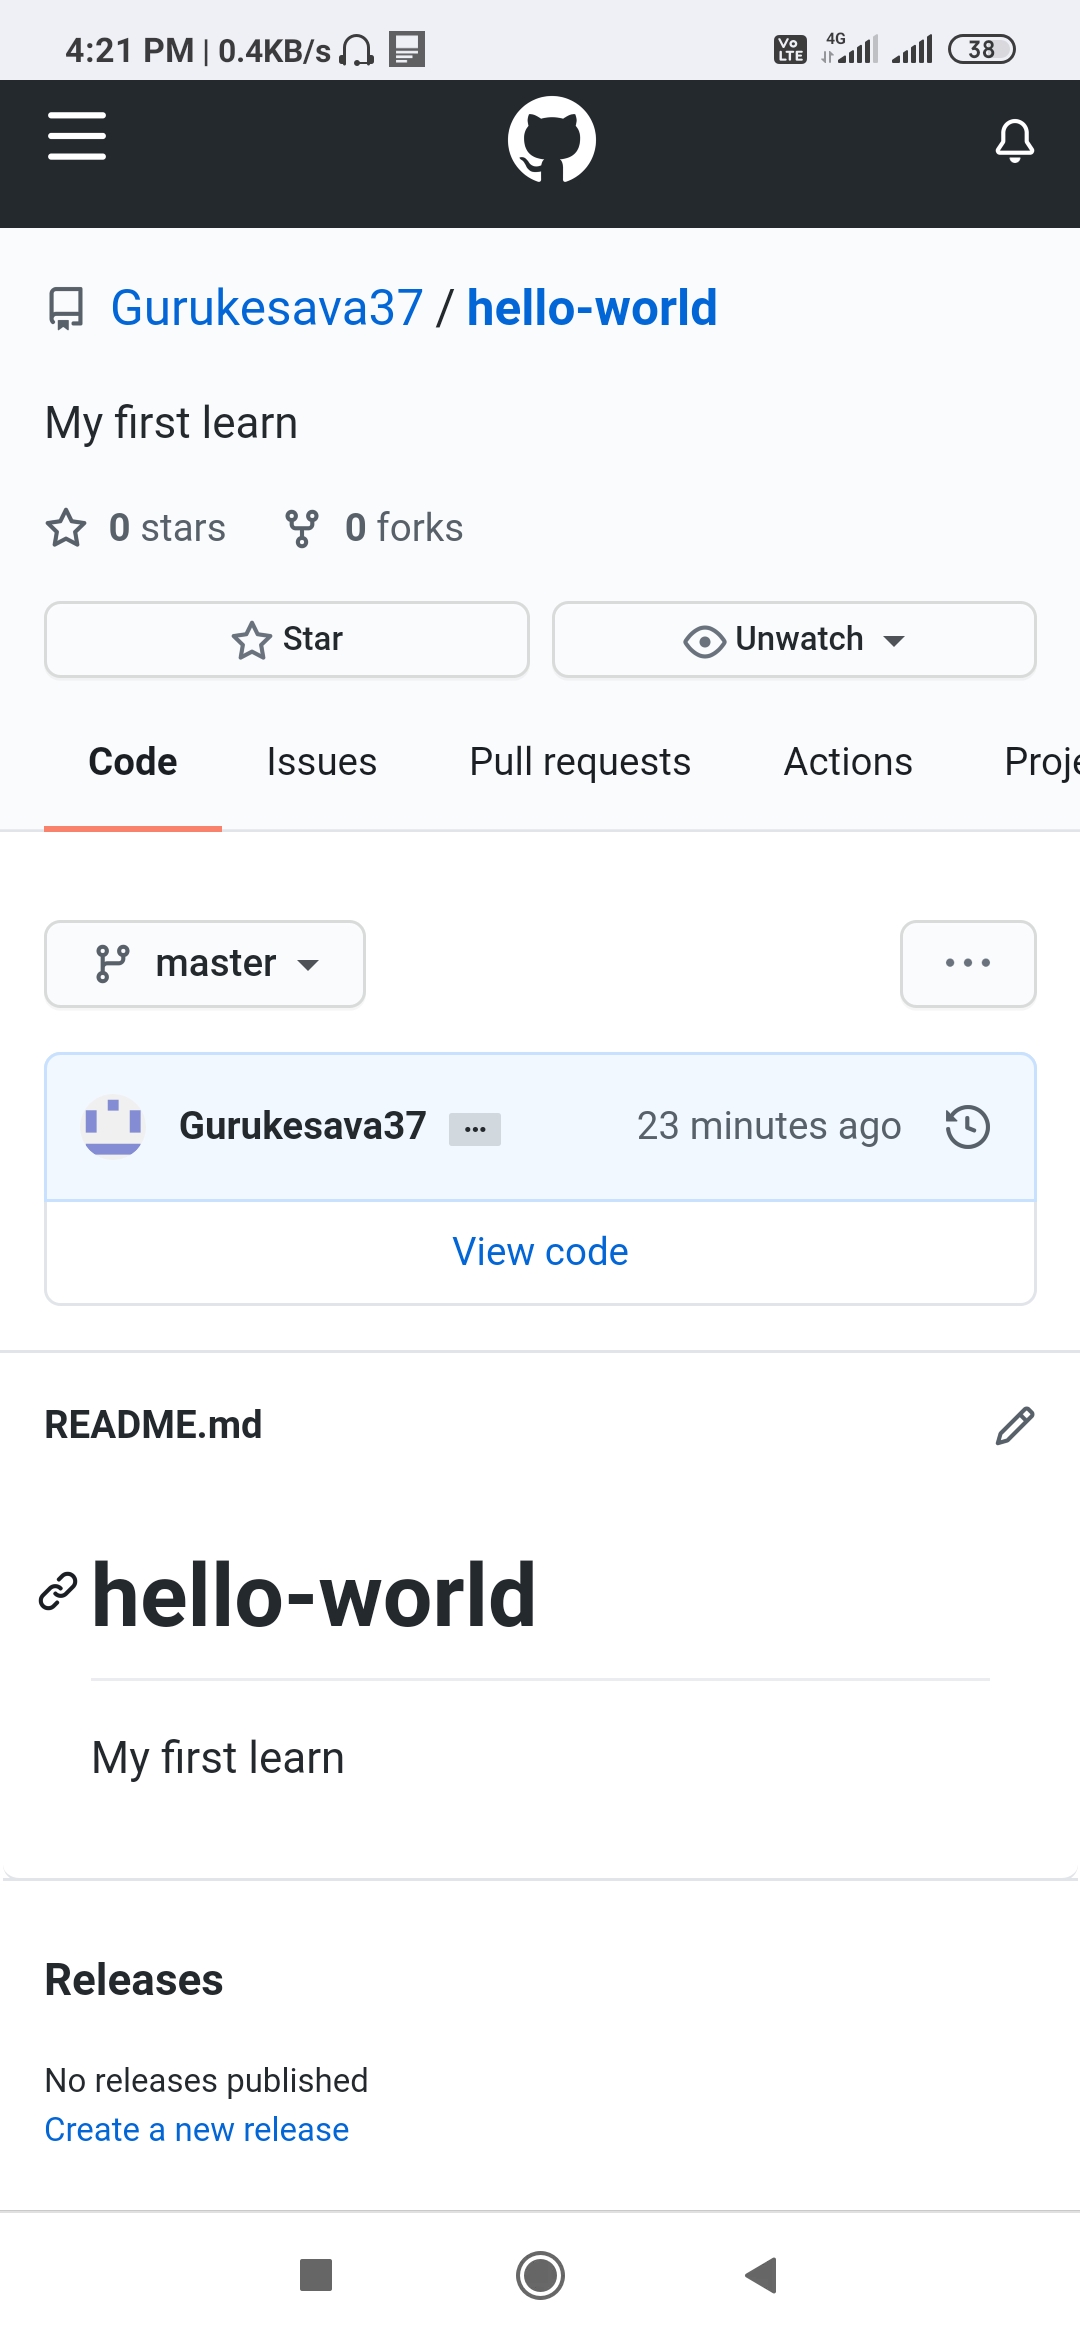 4:21 PM | 0.4KB/s Vo LTE 4G 38
Gurukesava37 / hello-world
My first learn
0 stars 0 forks
Star Unwatch
Code Issues Pull requests Actions Proje
master ...
Gurukesava37 ... 23 minutes ago
View code
README.md
hello-world
My first learn
Releases
No releases published
Create a new release